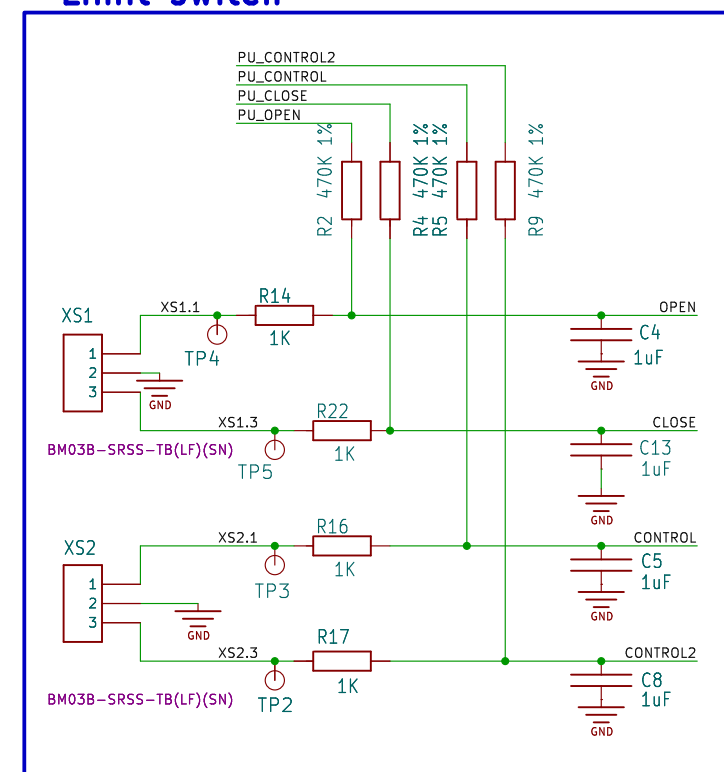 Limit Switch
PU_CONTROL2
PU_CONTROL
PU_CLOSE
PU_OPEN
R2 470K 1%
R4 470K 1%
R5 470K 1%
R9 470K 1%
XS1
XS1.1
R14
1K
OPEN
C4
1uF
GND
TP4
1
2
3
GND
XS1.3
R22
1K
CLOSE
C13
1uF
GND
BM03B-SRSS-TB(LF)(SN)
TP5
XS2
XS2.1
R16
1K
CONTROL
C5
1uF
GND
TP3
1
2
3
GND
XS2.3
R17
1K
CONTROL2
C8
1uF
GND
BM03B-SRSS-TB(LF)(SN)
TP2